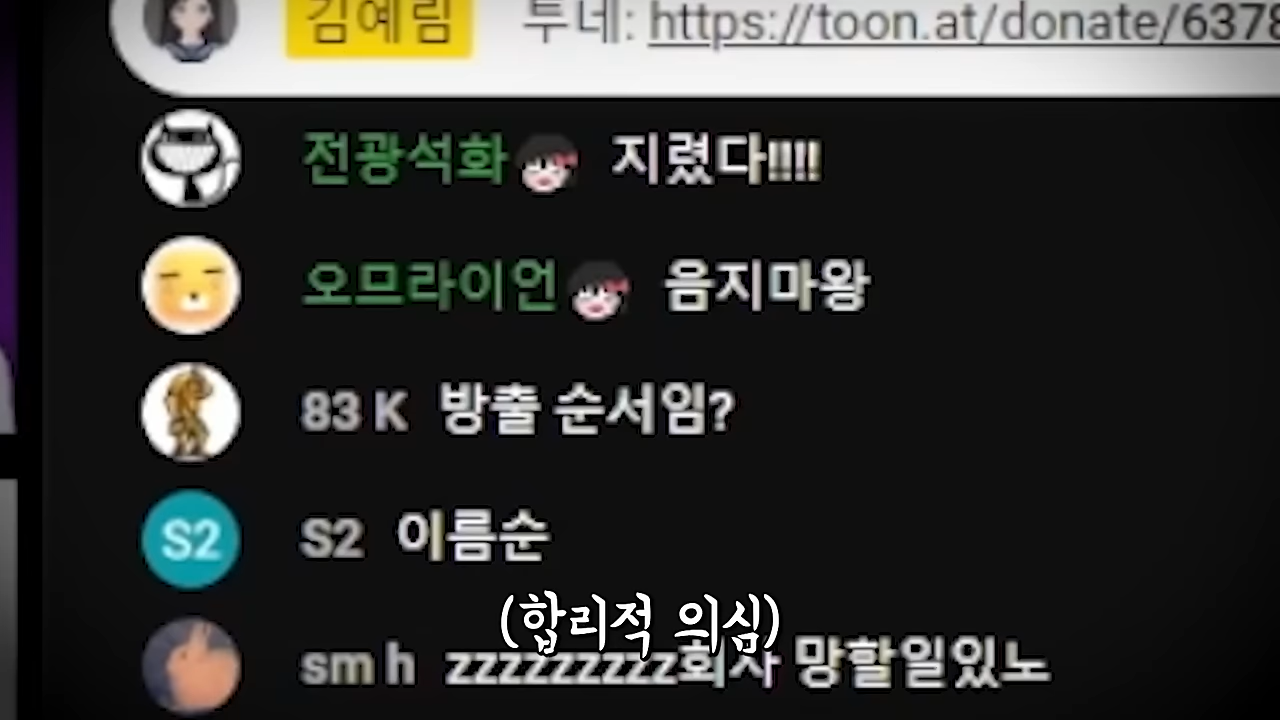 김예림 투네: https://toon.at/donate/6378
전광석화 지렸다!!!!
오므라이언 음지마왕
83 K 방출 순서임?
S2 S2 이름순
(합리적 의심)
sm h zzzzzzzzz회사 망할일있노